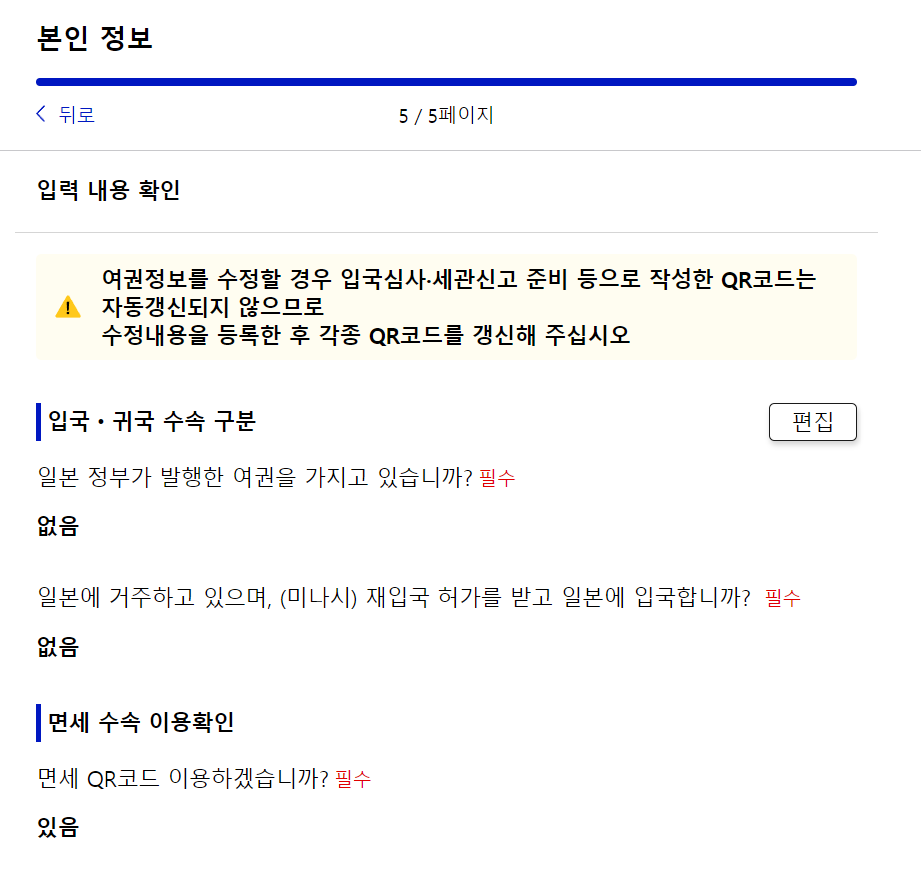 본인 정보
뒤로
5 / 5페이지
입력 내용 확인
여권정보를 수정할 경우 입국심사·세관신고 준비 등으로 작성한 QR코드는
자동갱신되지 않으므로
수정내용을 등록한 후 각종 QR코드를 갱신해 주십시오
입국・귀국 수속 구분
편집
일본 정부가 발행한 여권을 가지고 있습니까? 필수
없음
일본에 거주하고 있으며, (미나시) 재입국 허가를 받고 일본에 입국합니까? 필수
없음
면세 수속 이용확인
면세 QR코드 이용하겠습니까? 필수
있음